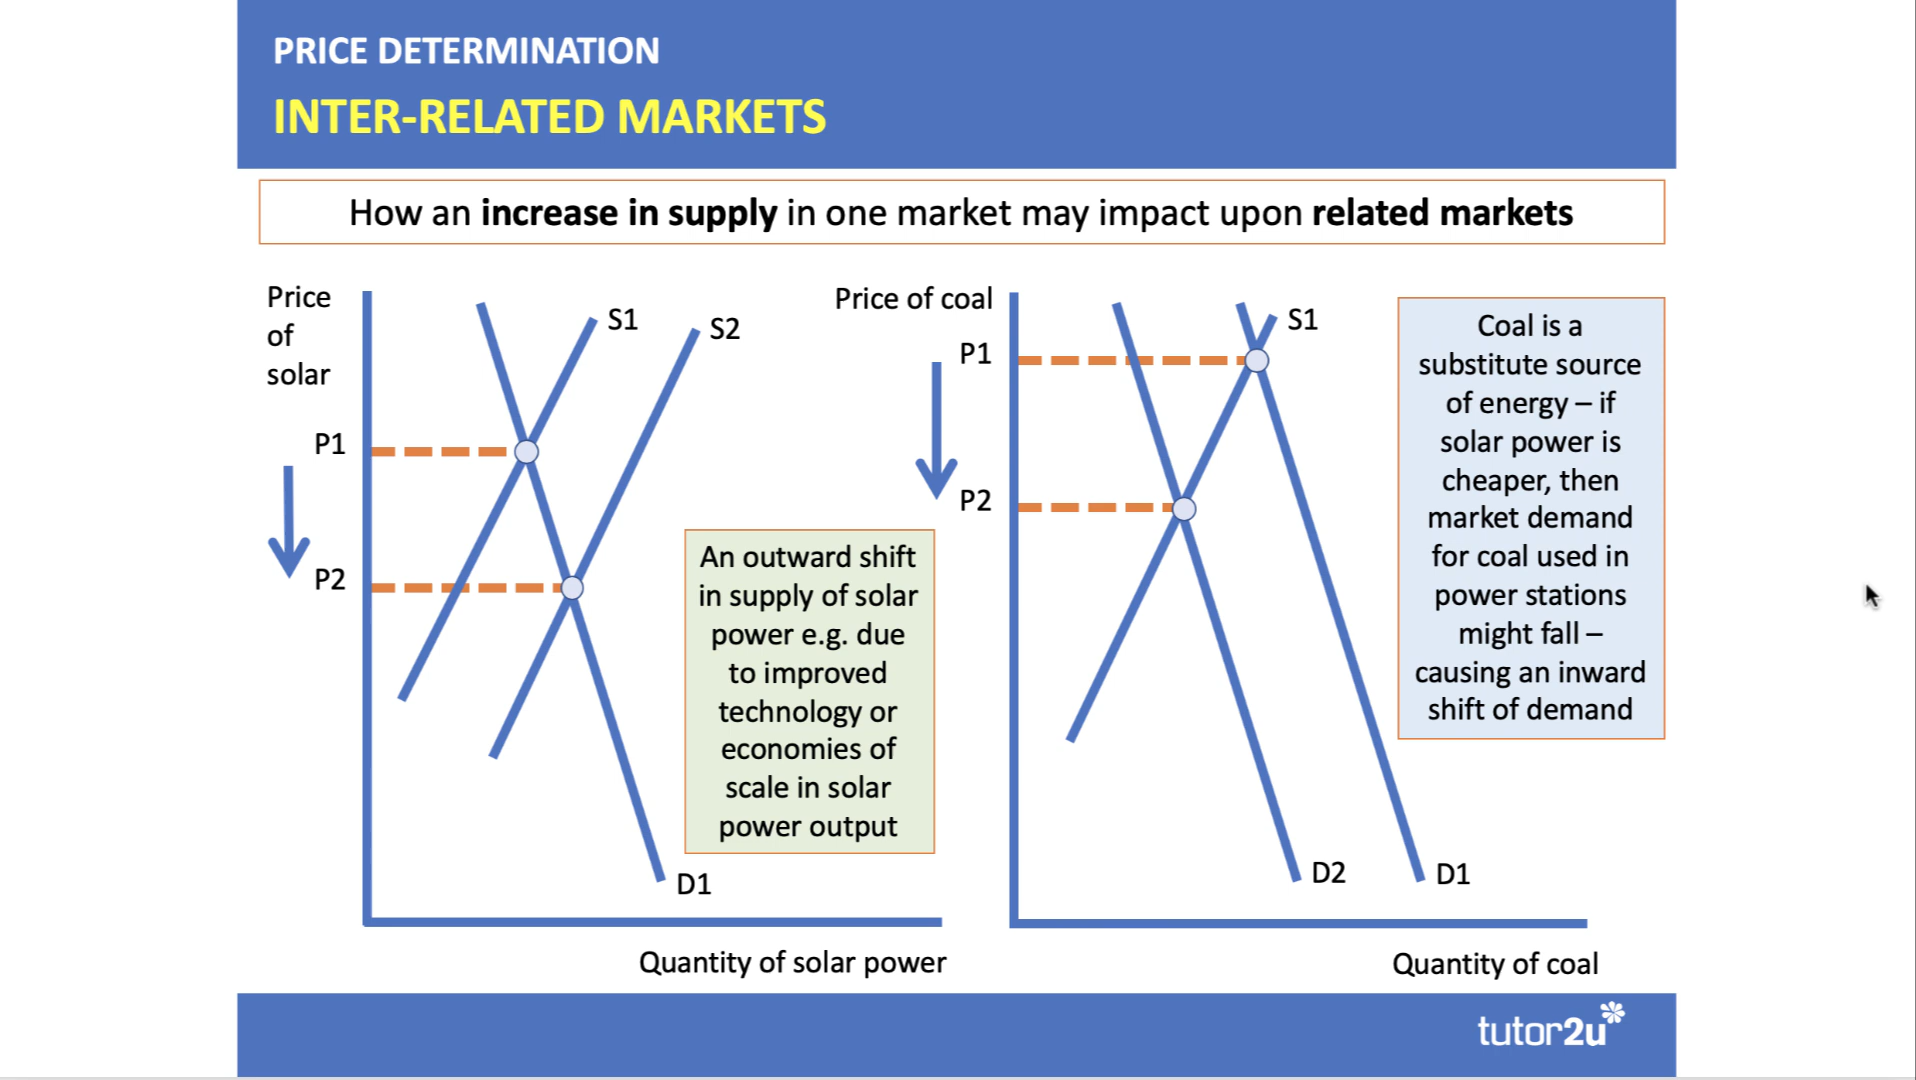 PRICE DETERMINATION
INTER-RELATED MARKETS
How an increase in supply in one market may impact upon related markets
Price
of
solar
P1
P2
S1
S2
D1
Quantity of solar power
An outward shift
in supply of solar
power e.g. due
to improved
technology or
economies of
scale in solar
power output
Price of coal
P1
P2
S1
D2
D1
Quantity of coal
Coal is a
substitute source
of energy – if
solar power is
cheaper, then
market demand
for coal used in
power stations
might fall –
causing an inward
shift of demand
tutor2u